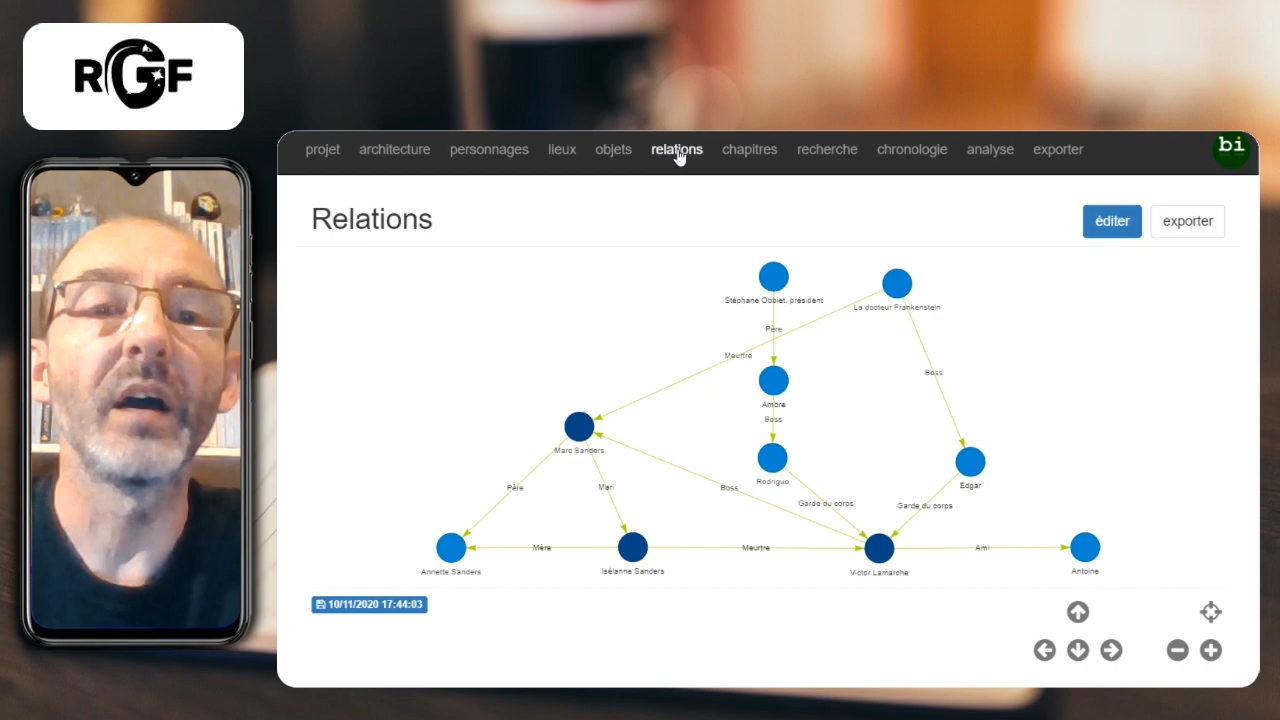 RGF
projet architecture personnages lieux objets relations chapitres recherche chronologie analyse exporter
bi
Relations
éditer exporter
Stéphane Obbiet, président
La docteur Frankenstein
Père
Meurtre
Boss
Ambre
Boss
Marc Sanders
Rodriguo
Edgar
Père Mari Boss
Garde du corps Garde du corps
Mère Meurtre Ami
Annette Sanders Isélanne Sanders Victor Lamarche Antoine
10/11/2020 17:44:03